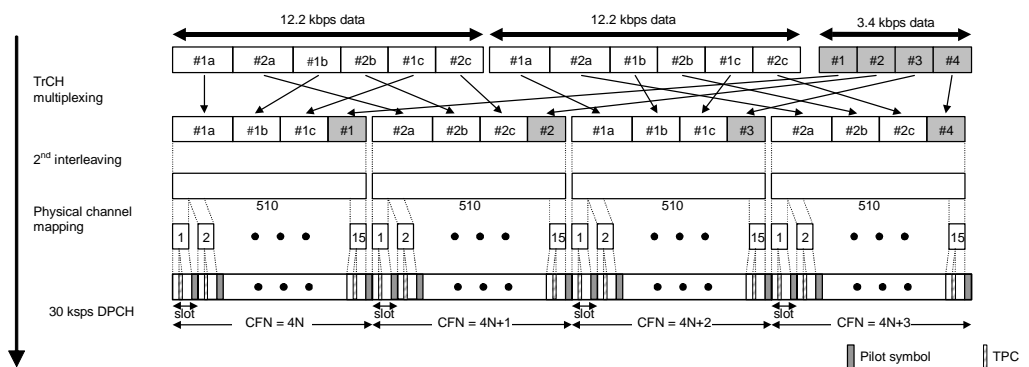 12.2 kbps data 12.2 kbps data 3.4 kbps data
#1a #2a #1b #2b #1c #2c #1a #2a #1b #2b #1c #2c #1 #2 #3 #4
TrCH
multiplexing
#1a #1b #1c #1 #2a #2b #2c #2 #1a #1b #1c #3 #2a #2b #2c #4
2nd interleaving
510 510 510 510
Physical channel
mapping
1 2 15 1 2 15 1 2 15 1 2 15
30 ksps DPCH
slot slot slot slot
CFN = 4N CFN = 4N+1 CFN = 4N+2 CFN = 4N+3
Pilot symbol TPC